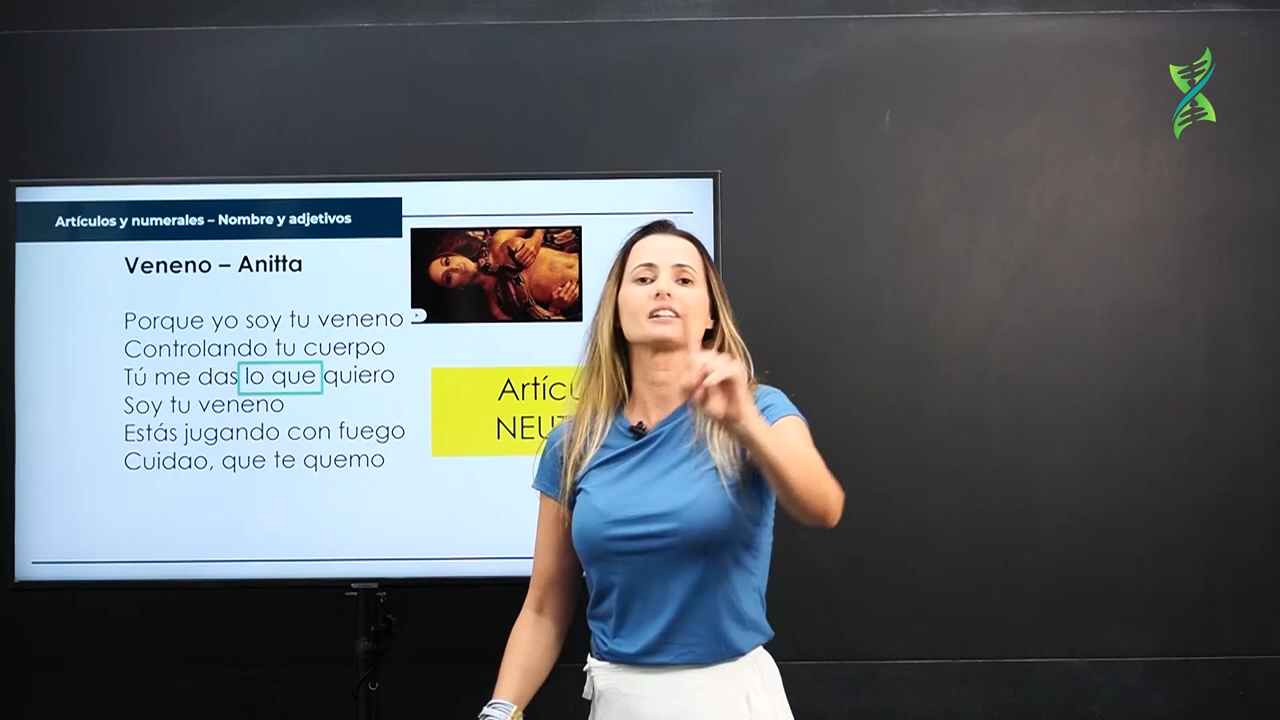 Artículos y numerales – Nombre y adjetivos
Veneno – Anitta
Porque yo soy tu veneno
Controlando tu cuerpo
Tú me das lo que quiero
Soy tu veneno
Estás jugando con fuego
Cuidao, que te quemo